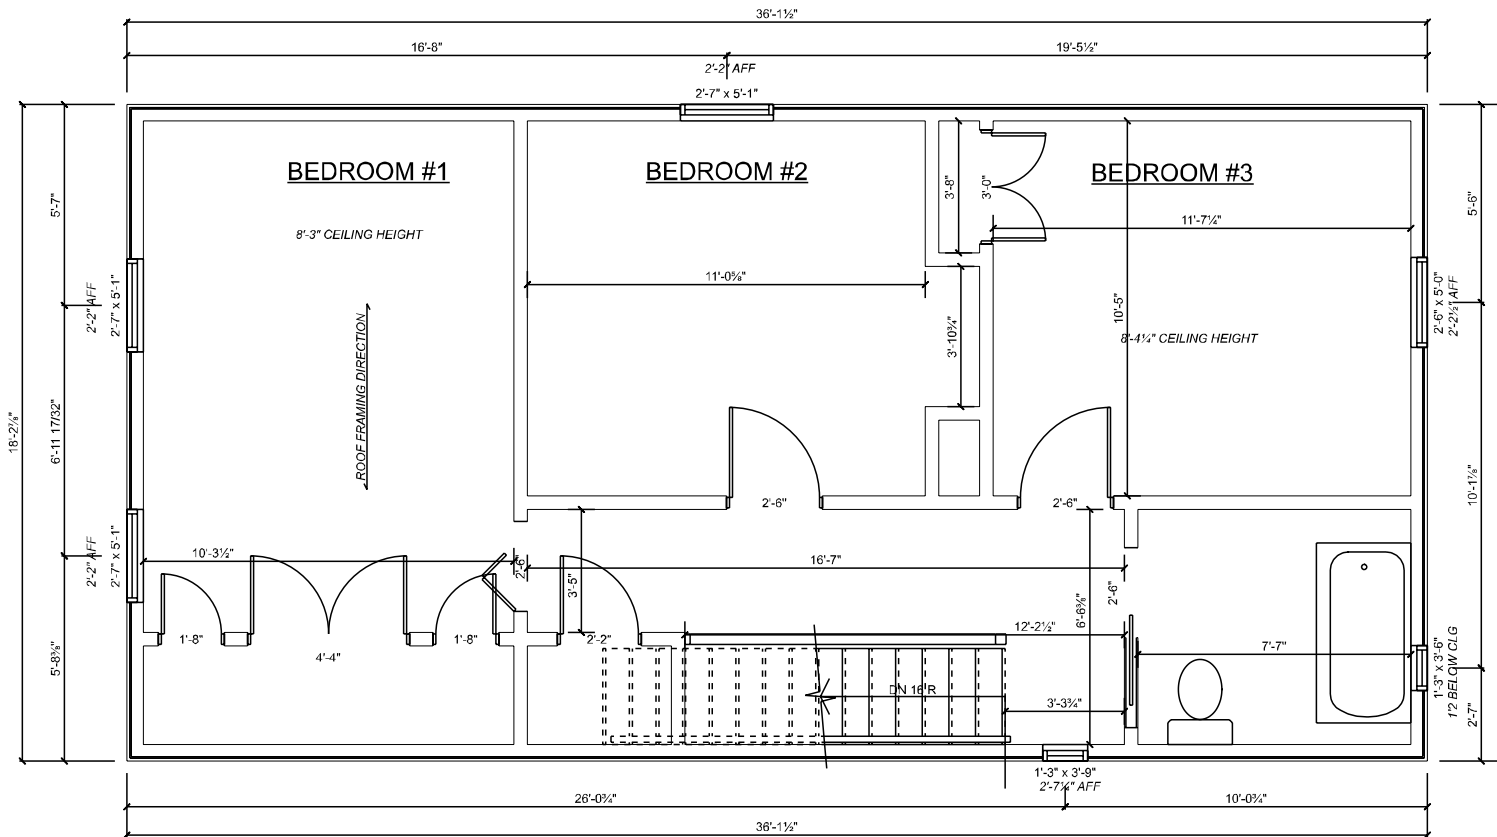 36'-1½"
16'-8"
19'-5½"
2'-2" AFF
2'-7" x 5'-1"
BEDROOM #1
BEDROOM #2
BEDROOM #3
8'-3" CEILING HEIGHT
3'-8"
3'-0"
11'-7¼"
5'-7"
5'-6"
2'-2" AFF
2'-7" x 5'-1"
11'-0⅝"
10'-5"
2'-6" x 5'-0"
2'-2½" AFF
ROOF FRAMING DIRECTION
3'-10¾"
8'-4¼" CEILING HEIGHT
18'-2⅞"
6'-11 17/32"
10'-1⅞"
2'-6"
2'-6"
2'-2" AFF
2'-7" x 5'-1"
10'-3½"
2'-6"
16'-7"
3'-5"
2'-6"
6'-6⅜"
1'-8"
4'-4"
1'-8"
2'-2"
12'-2½"
7'-7"
5'-8⅜"
DN 16 R
3'-3¾"
1'-3" x 3'-6"
1'2 BELOW CLG
2'-7"
1'-3" x 3'-9"
2'-7¼" AFF
26'-0¾"
10'-0¾"
36'-1½"